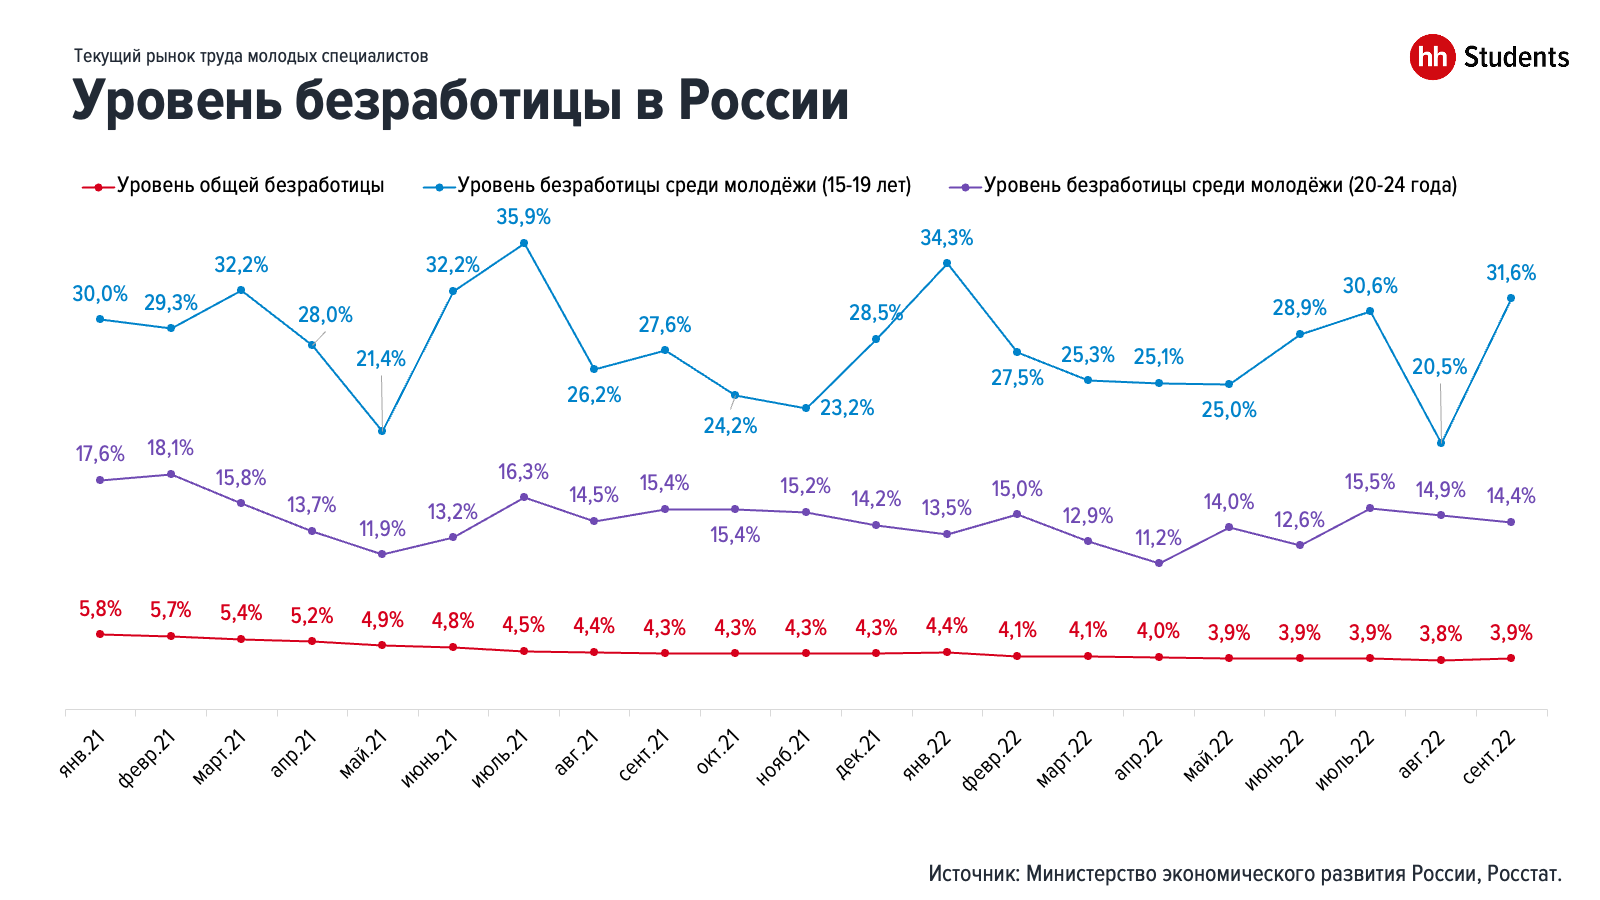 Текущий рынок труда молодых специалистов
hh Students
Уровень безработицы в России
Уровень общей безработицы
Уровень безработицы среди молодёжи (15-19 лет)
Уровень безработицы среди молодёжи (20-24 года)
30,0% 29,3% 32,2% 28,0% 21,4% 32,2% 35,9% 26,2% 27,6% 24,2% 23,2% 28,5% 34,3% 27,5% 25,3% 25,1% 25,0% 28,9% 30,6% 20,5% 31,6%
17,6% 18,1% 15,8% 13,7% 11,9% 13,2% 16,3% 14,5% 15,4% 15,4% 15,2% 14,2% 13,5% 15,0% 12,9% 11,2% 14,0% 12,6% 15,5% 14,9% 14,4%
5,8% 5,7% 5,4% 5,2% 4,9% 4,8% 4,5% 4,4% 4,3% 4,3% 4,3% 4,3% 4,4% 4,1% 4,1% 4,0% 3,9% 3,9% 3,9% 3,8% 3,9%
янв.21 февр.21 март.21 апр.21 май.21 июнь.21 июль.21 авг.21 сент.21 окт.21 нояб.21 дек.21 янв.22 февр.22 март.22 апр.22 май.22 июнь.22 июль.22 авг.22 сент.22
Источник: Министерство экономического развития России, Росстат.